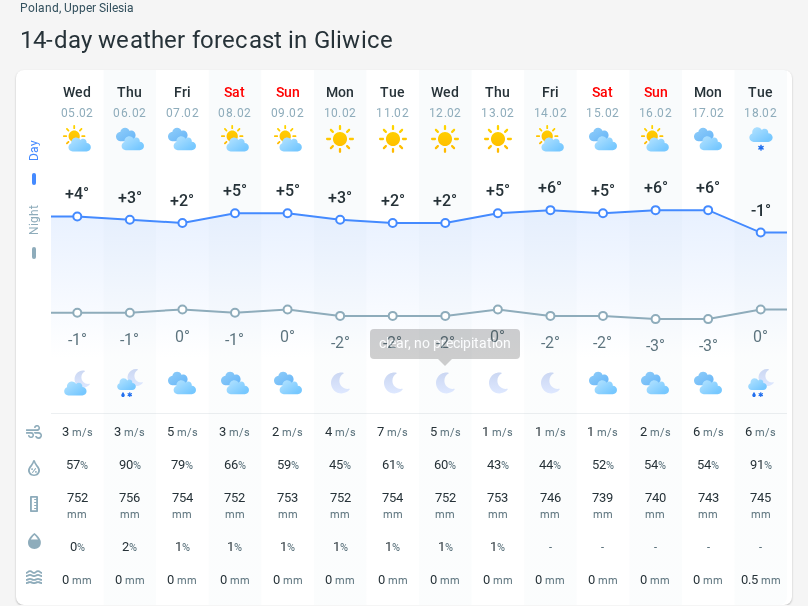 Poland, Upper Silesia
14-day weather forecast in Gliwice
Wed Thu Fri Sat Sun Mon Tue Wed Thu Fri Sat Sun Mon Tue
05.02 06.02 07.02 08.02 09.02 10.02 11.02 12.02 13.02 14.02 15.02 16.02 17.02 18.02
Day
+4° +3° +2° +5° +5° +3° +2° +2° +5° +6° +5° +6° +6° -1°
Night
-1° -1° 0° -1° 0° -2° -2° -2° 0° -2° -2° -3° -3° 0°
clear, no precipitation
3 m/s 3 m/s 5 m/s 3 m/s 2 m/s 4 m/s 7 m/s 5 m/s 1 m/s 1 m/s 1 m/s 2 m/s 6 m/s 6 m/s
57% 90% 79% 66% 59% 45% 61% 60% 43% 44% 52% 54% 54% 91%
752 756 754 752 753 752 754 752 753 746 739 740 743 745
mm mm mm mm mm mm mm mm mm mm mm mm mm mm
0% 2% 1% 1% 1% 1% 1% 1% 1% - - - - -
0 mm 0 mm 0 mm 0 mm 0 mm 0 mm 0 mm 0 mm 0 mm 0 mm 0 mm 0 mm 0 mm 0.5 mm